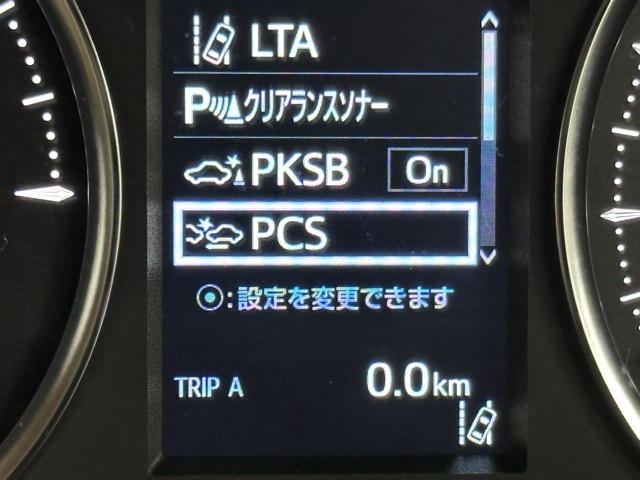 LTA
P クリアランスソナー
PKSB On
PCS
⦿:設定を変更できます
TRIP A 0.0km